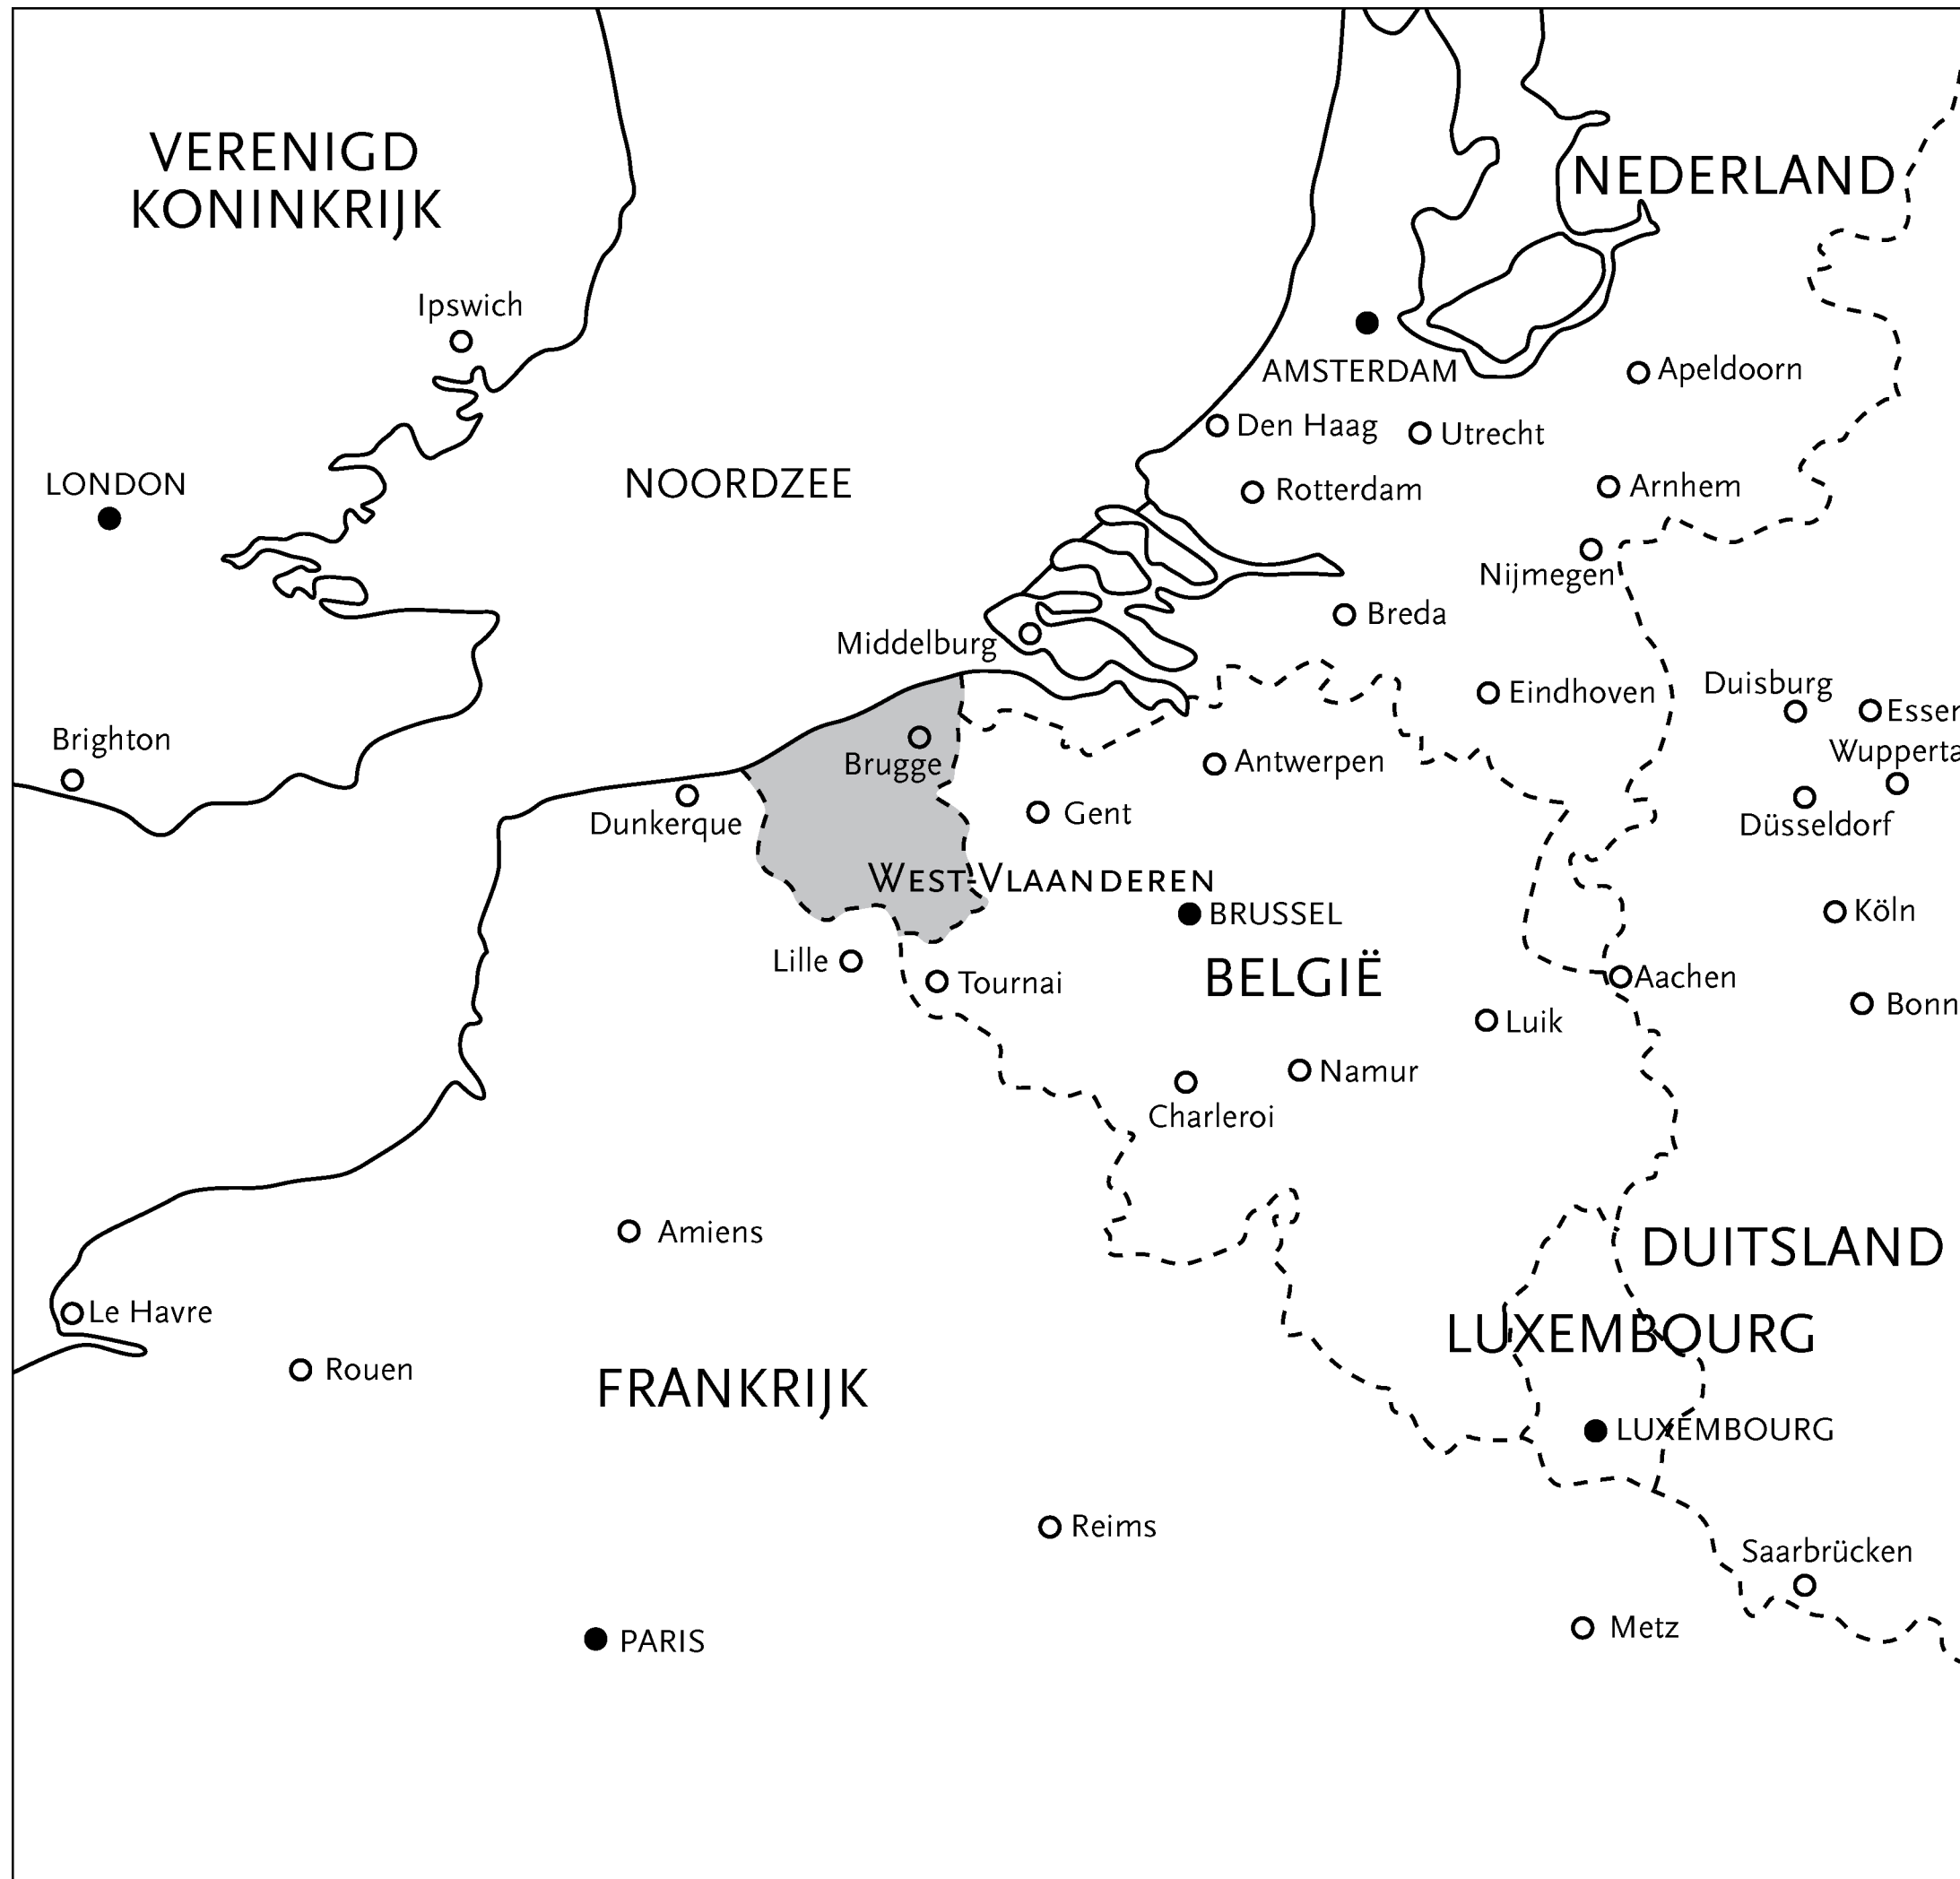 VERENIGD
KONINKRIJK
NEDERLAND
Ipswich
AMSTERDAM
Apeldoorn
Den Haag
Utrecht
LONDON
NOORDZEE
Rotterdam
Arnhem
Nijmegen
Breda
Middelburg
Eindhoven
Duisburg
Essen
Brighton
Brugge
Antwerpen
Wupperta
Dunkerque
Gent
Düsseldorf
WEST-VLAANDEREN
BRUSSEL
Köln
Lille
Tournai
BELGIË
Aachen
Bonn
Luik
Namur
Charleroi
Amiens
DUITSLAND
Le Havre
LUXEMBOURG
Rouen
FRANKRIJK
LUXEMBOURG
Reims
Saarbrücken
Metz
PARIS